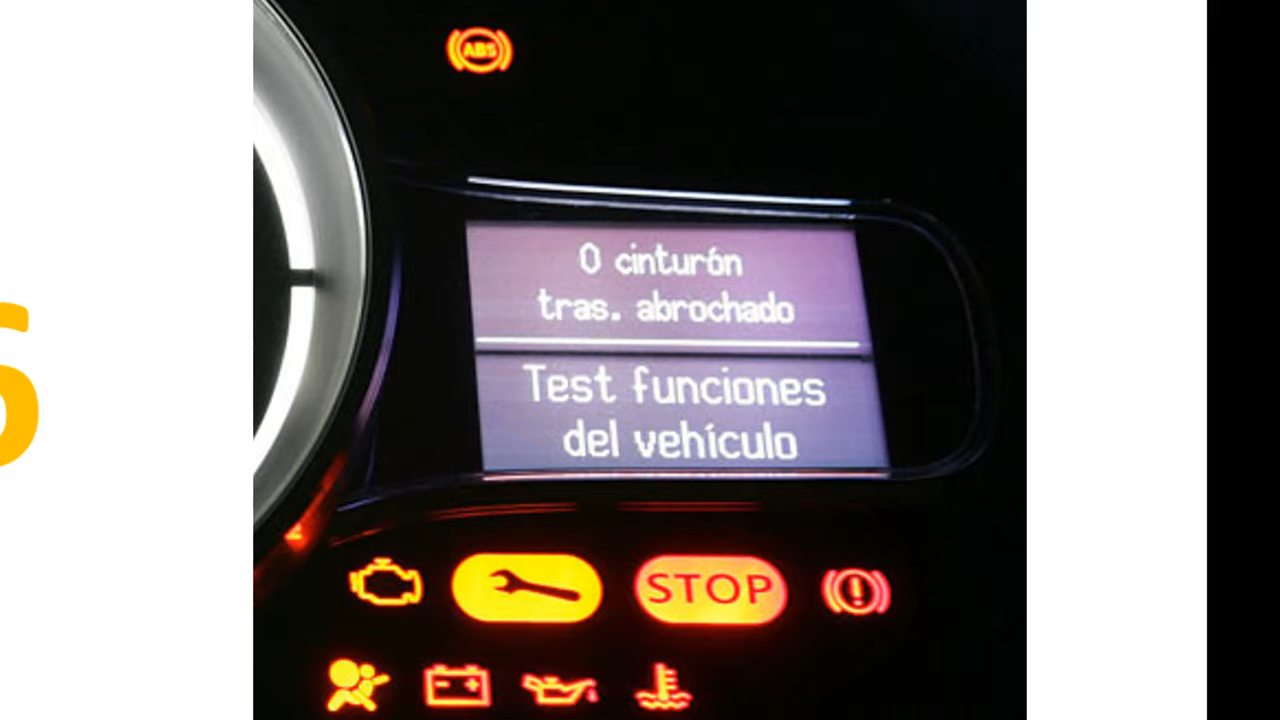 ABS
0 cinturón
tras. abrochado
Test funciones
del vehículo
STOP